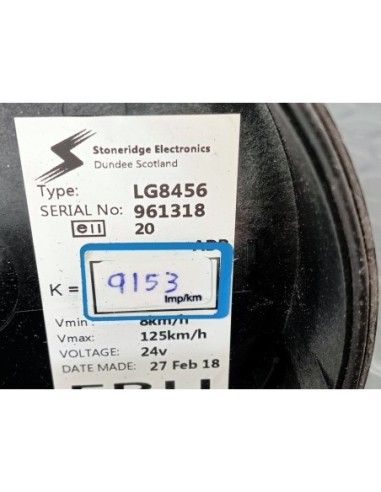 Stoneridge Electronics
Dundee Scotland
Type: LG8456
SERIAL No: 961318
e11 20
K = 9153
Imp/km
Vmin : 8km/h
Vmax: 125km/h
VOLTAGE: 24v
DATE MADE: 27 Feb 18